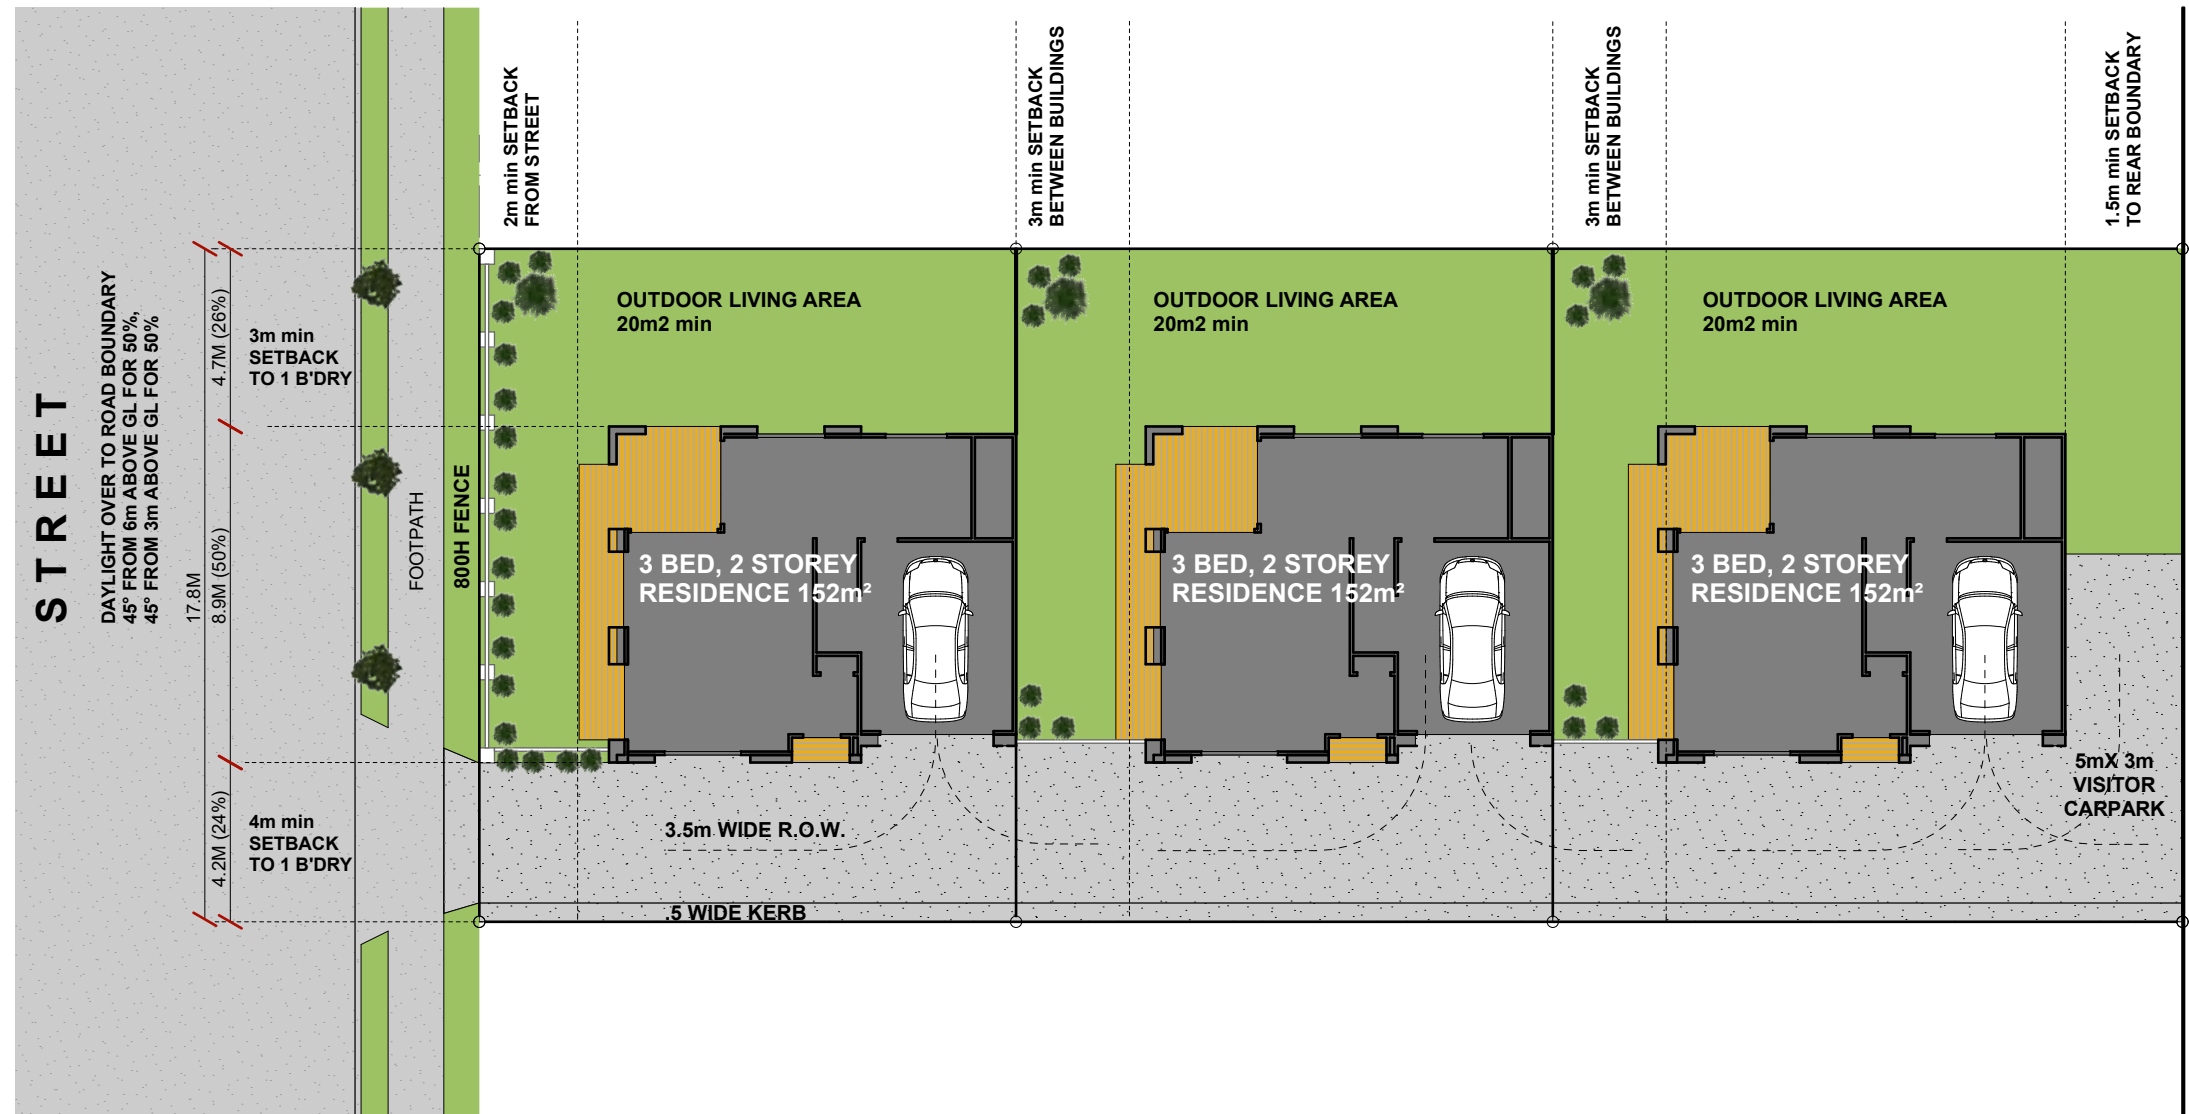 STREET
DAYLIGHT OVER TO ROAD BOUNDARY
45° FROM 6m ABOVE GL FOR 50%,
45° FROM 3m ABOVE GL FOR 50%
17.8M
4.7M (26%)
8.9M (50%)
4.2M (24%)
3m min
SETBACK
TO 1 B'DRY
4m min
SETBACK
TO 1 B'DRY
FOOTPATH
800H FENCE
2m min SETBACK
FROM STREET
3m min SETBACK
BETWEEN BUILDINGS
3m min SETBACK
BETWEEN BUILDINGS
1.5m min SETBACK
TO REAR BOUNDARY
OUTDOOR LIVING AREA
20m2 min
OUTDOOR LIVING AREA
20m2 min
OUTDOOR LIVING AREA
20m2 min
3 BED, 2 STOREY
RESIDENCE 152m²
3 BED, 2 STOREY
RESIDENCE 152m²
3 BED, 2 STOREY
RESIDENCE 152m²
5mX 3m
VISITOR
CARPARK
3.5m WIDE R.O.W.
.5 WIDE KERB